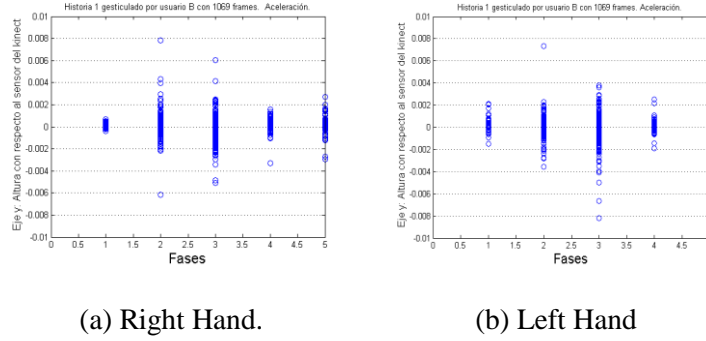 Historia 1 gesticulado por usuario B con 1069 frames. Aceleración.
Eje y: Altura con respecto al sensor del kinect
0.01
0.008
0.006
0.004
0.002
0
-0.002
-0.004
-0.006
-0.008
-0.01
0 0.5 1 1.5 2 2.5 3 3.5 4 4.5 5
Fases
(a) Right Hand.
Historia 1 gesticulado por usuario B con 1069 frames. Aceleración.
Eje y: Altura con respecto al sensor del kinect
0.01
0.008
0.006
0.004
0.002
0
-0.002
-0.004
-0.006
-0.008
-0.01
0 0.5 1 1.5 2 2.5 3 3.5 4 4.5
Fases
(b) Left Hand